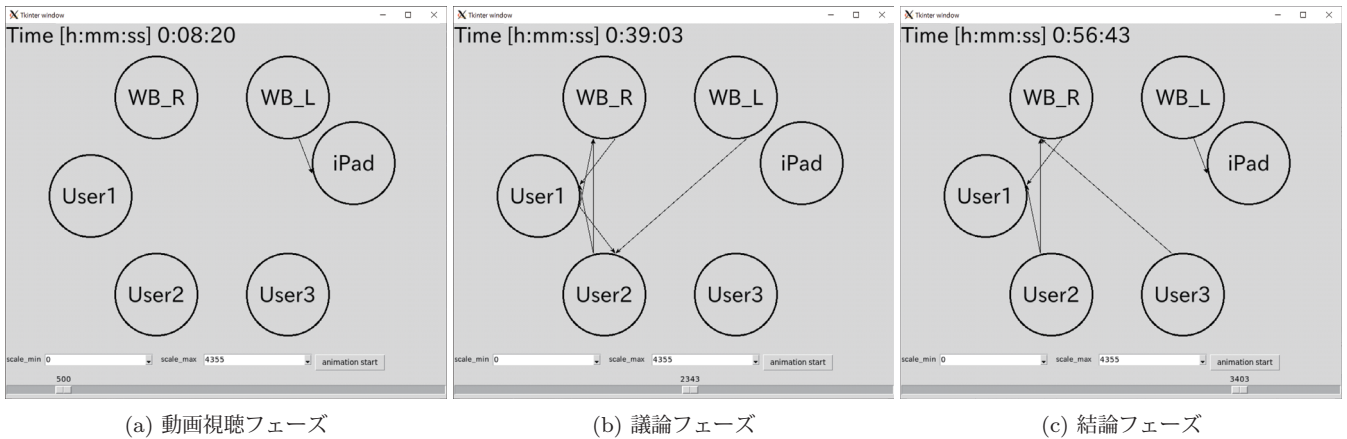 Tkinter window
Time [h:mm:ss] 0:08:20
WB_R
WB_L
iPad
User1
User2
User3
scale_min 0 scale_max 4355 animation start
500
(a) 動画視聴フェーズ
Tkinter window
Time [h:mm:ss] 0:39:03
WB_R
WB_L
iPad
User1
User2
User3
scale_min 0 scale_max 4355 animation start
2343
(b) 議論フェーズ
Tkinter window
Time [h:mm:ss] 0:56:43
WB_R
WB_L
iPad
User1
User2
User3
scale_min 0 scale_max 4355 animation start
3403
(c) 結論フェーズ